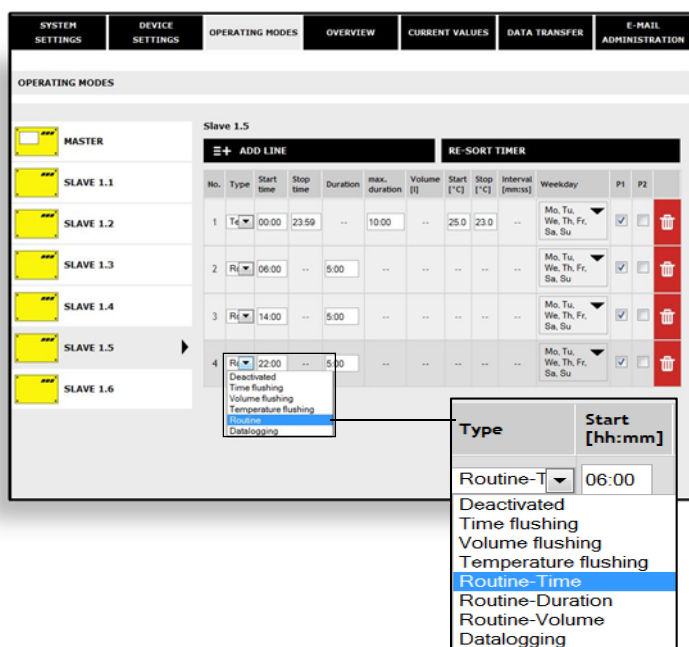 SYSTEM SETTINGS
DEVICE SETTINGS
OPERATING MODES
OVERVIEW
CURRENT VALUES
DATA TRANSFER
E-MAIL ADMINISTRATION
OPERATING MODES
MASTER
SLAVE 1.1
SLAVE 1.2
SLAVE 1.3
SLAVE 1.4
SLAVE 1.5
SLAVE 1.6
Slave 1.5
ADD LINE
RE-SORT TIMER
No. Type Start time Stop time Duration max. duration Volume [l] Start [°C] Stop [°C] Interval [mm:ss] Weekday P1 P2
1 Te 00:00 23:59 -- 10:00 -- 25.0 23.0 -- Mo, Tu, We, Th, Fr, Sa, Su
2 Ro 06:00 -- 5:00 -- -- -- -- -- Mo, Tu, We, Th, Fr, Sa, Su
3 Ro 14:00 -- 5:00 -- -- -- -- -- Mo, Tu, We, Th, Fr, Sa, Su
4 Ro 22:00 -- 5:00 -- -- -- -- -- Mo, Tu, We, Th, Fr, Sa, Su
Deactivated
Time flushing
Volume flushing
Temperature flushing
Routine
Datalogging
Type Start [hh:mm]
Routine-T 06:00
Deactivated
Time flushing
Volume flushing
Temperature flushing
Routine-Time
Routine-Duration
Routine-Volume
Datalogging